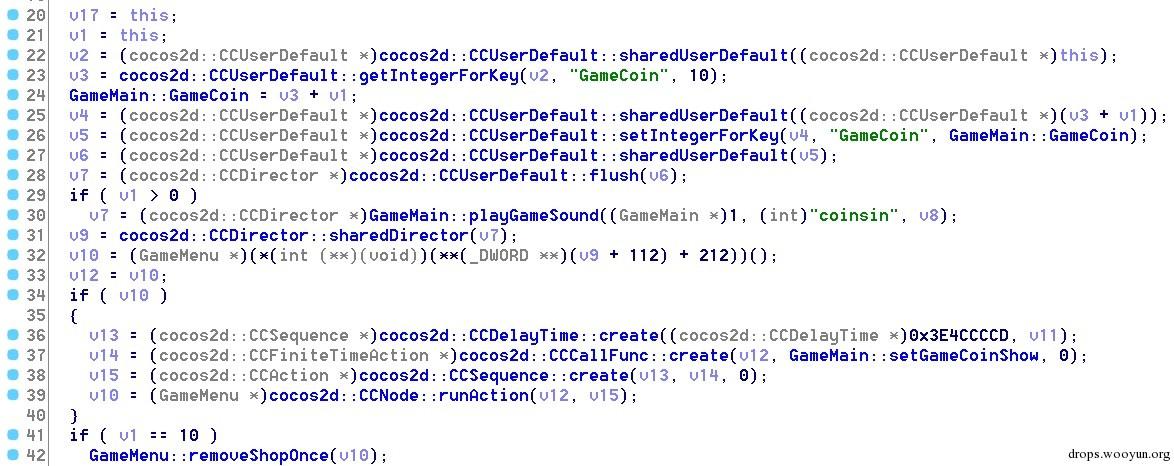 20 v17 = this;
21 v1 = this;
22 v2 = (cocos2d::CCUserDefault *)cocos2d::CCUserDefault::sharedUserDefault((cocos2d::CCUserDefault *)this);
23 v3 = cocos2d::CCUserDefault::getIntegerForKey(v2, "GameCoin", 10);
24 GameMain::GameCoin = v3 + v1;
25 v4 = (cocos2d::CCUserDefault *)cocos2d::CCUserDefault::sharedUserDefault((cocos2d::CCUserDefault *)(v3 + v1));
26 v5 = (cocos2d::CCUserDefault *)cocos2d::CCUserDefault::setIntegerForKey(v4, "GameCoin", GameMain::GameCoin);
27 v6 = (cocos2d::CCUserDefault *)cocos2d::CCUserDefault::sharedUserDefault(v5);
28 v7 = (cocos2d::CCDirector *)cocos2d::CCUserDefault::flush(v6);
29 if ( v1 > 0 )
30 v7 = (cocos2d::CCDirector *)GameMain::playGameSound((GameMain *)1, (int)"coinsin", v8);
31 v9 = cocos2d::CCDirector::sharedDirector(v7);
32 v10 = (GameMenu *)(*(int (**)(void))(**(_DWORD **)(v9 + 112) + 212))();
33 v12 = v10;
34 if ( v10 )
35 {
36 v13 = (cocos2d::CCSequence *)cocos2d::CCDelayTime::create((cocos2d::CCDelayTime *)0x3E4CCCCD, v11);
37 v14 = (cocos2d::CCFiniteTimeAction *)cocos2d::CCCallFunc::create(v12, GameMain::setGameCoinShow, 0);
38 v15 = (cocos2d::CCAction *)cocos2d::CCSequence::create(v13, v14, 0);
39 v10 = (GameMenu *)cocos2d::CCNode::runAction(v12, v15);
40 }
41 if ( v1 == 10 )
42 GameMenu::removeShopOnce(v10);
drops.wooyun.org